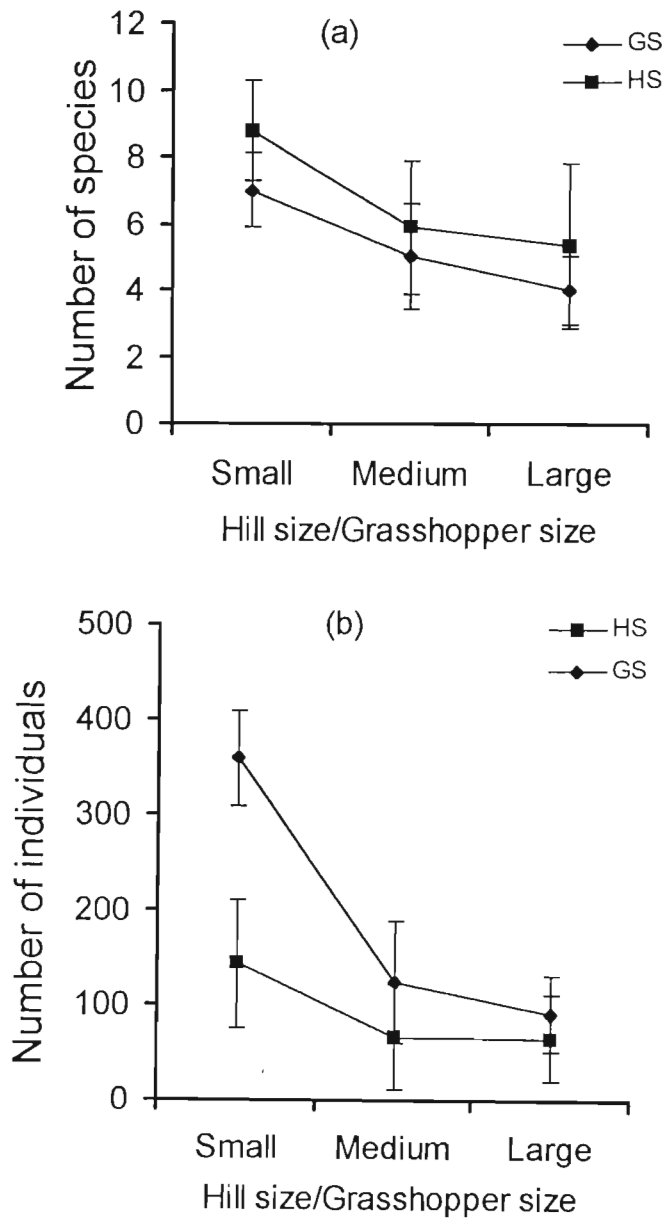 (a)
GS
HS
12
10
8
6
4
2
0
Number of species
Small Medium Large
Hill size/Grasshopper size
(b)
HS
GS
500
400
300
200
100
0
Number of individuals
Small Medium Large
Hill size/Grasshopper size